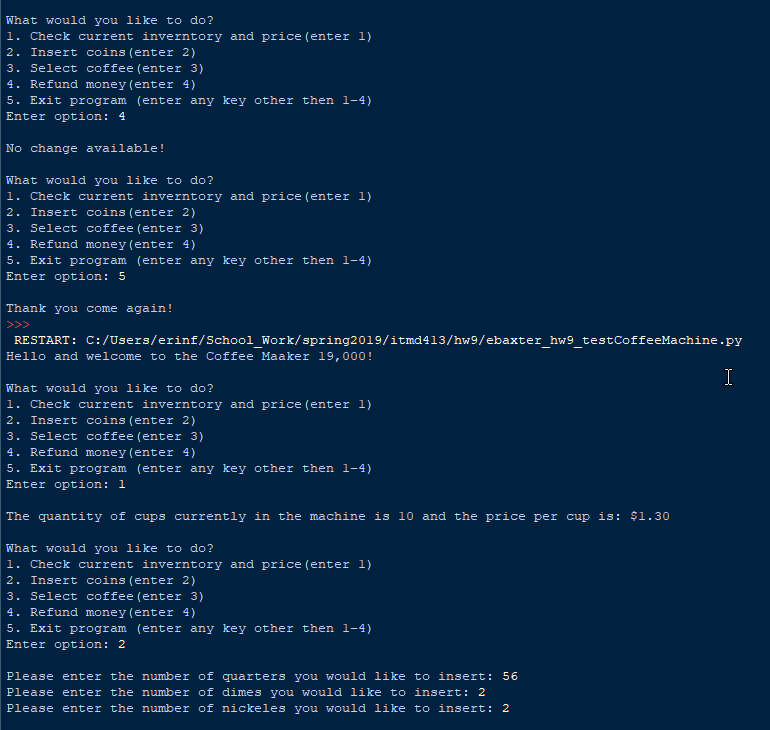 What would you like to do?
1. Check current inverntory and price(enter 1)
2. Insert coins(enter 2)
3. Select coffee(enter 3)
4. Refund money(enter 4)
5. Exit program (enter any key other then 1-4)
Enter option: 4
No change available!
What would you like to do?
1. Check current inverntory and price(enter 1)
2. Insert coins(enter 2)
3. Select coffee(enter 3)
4. Refund money(enter 4)
5. Exit program (enter any key other then 1-4)
Enter option: 5
Thank you come again!
>>>
RESTART: C:/Users/erinf/School_Work/spring2019/itmd413/hw9/ebaxter_hw9_testCoffeeMachine.py
Hello and welcome to the Coffee Maaker 19,000!
What would you like to do?
1. Check current inverntory and price(enter 1)
2. Insert coins(enter 2)
3. Select coffee(enter 3)
4. Refund money(enter 4)
5. Exit program (enter any key other then 1-4)
Enter option: 1
The quantity of cups currently in the machine is 10 and the price per cup is: $1.30
What would you like to do?
1. Check current inverntory and price(enter 1)
2. Insert coins(enter 2)
3. Select coffee(enter 3)
4. Refund money(enter 4)
5. Exit program (enter any key other then 1-4)
Enter option: 2
Please enter the number of quarters you would like to insert: 56
Please enter the number of dimes you would like to insert: 2
Please enter the number of nickeles you would like to insert: 2